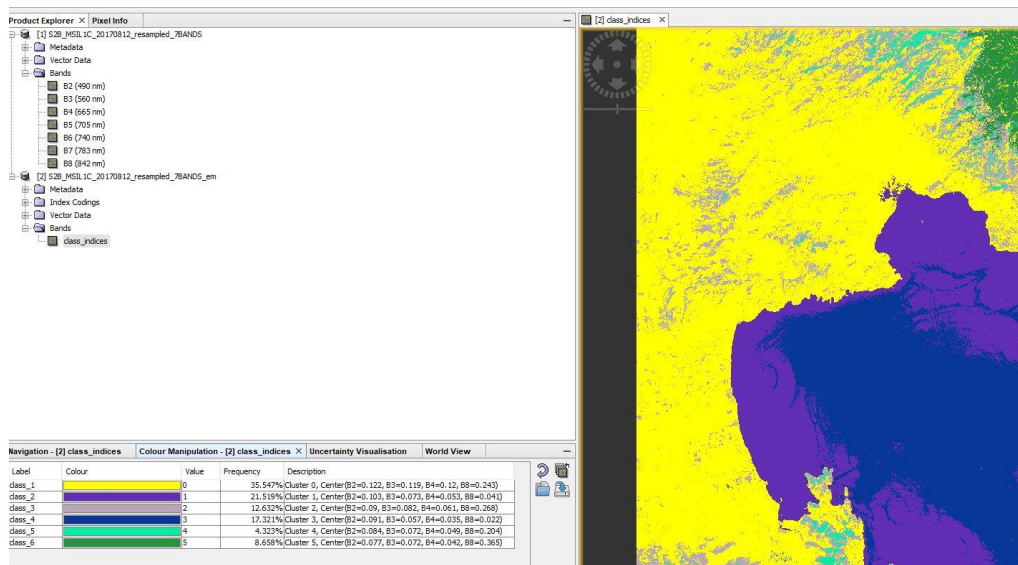 Product Explorer × Pixel Info
[2] class_indices ×
[1] S2B_MSIL1C_20170812_resampled_7BANDS
Metadata
Vector Data
Bands
B2 (490 nm)
B3 (560 nm)
B4 (665 nm)
B5 (705 nm)
B6 (740 nm)
B7 (783 nm)
B8 (842 nm)
[2] S2B_MSIL1C_20170812_resampled_7BANDS_em
Metadata
Index Codings
Vector Data
Bands
class_indices
Navigation - [2] class_indices Colour Manipulation - [2] class_indices × Uncertainty Visualisation World View
Label Colour Value Frequency Description
class_1 0 35.547% Cluster 0, Center(B2=0.122, B3=0.119, B4=0.12, B8=0.243)
class_2 1 21.519% Cluster 1, Center(B2=0.103, B3=0.073, B4=0.053, B8=0.041)
class_3 2 12.632% Cluster 2, Center(B2=0.09, B3=0.082, B4=0.061, B8=0.268)
class_4 3 17.321% Cluster 3, Center(B2=0.091, B3=0.057, B4=0.035, B8=0.022)
class_5 4 4.323% Cluster 4, Center(B2=0.084, B3=0.072, B4=0.049, B8=0.204)
class_6 5 8.658% Cluster 5, Center(B2=0.077, B3=0.072, B4=0.042, B8=0.365)